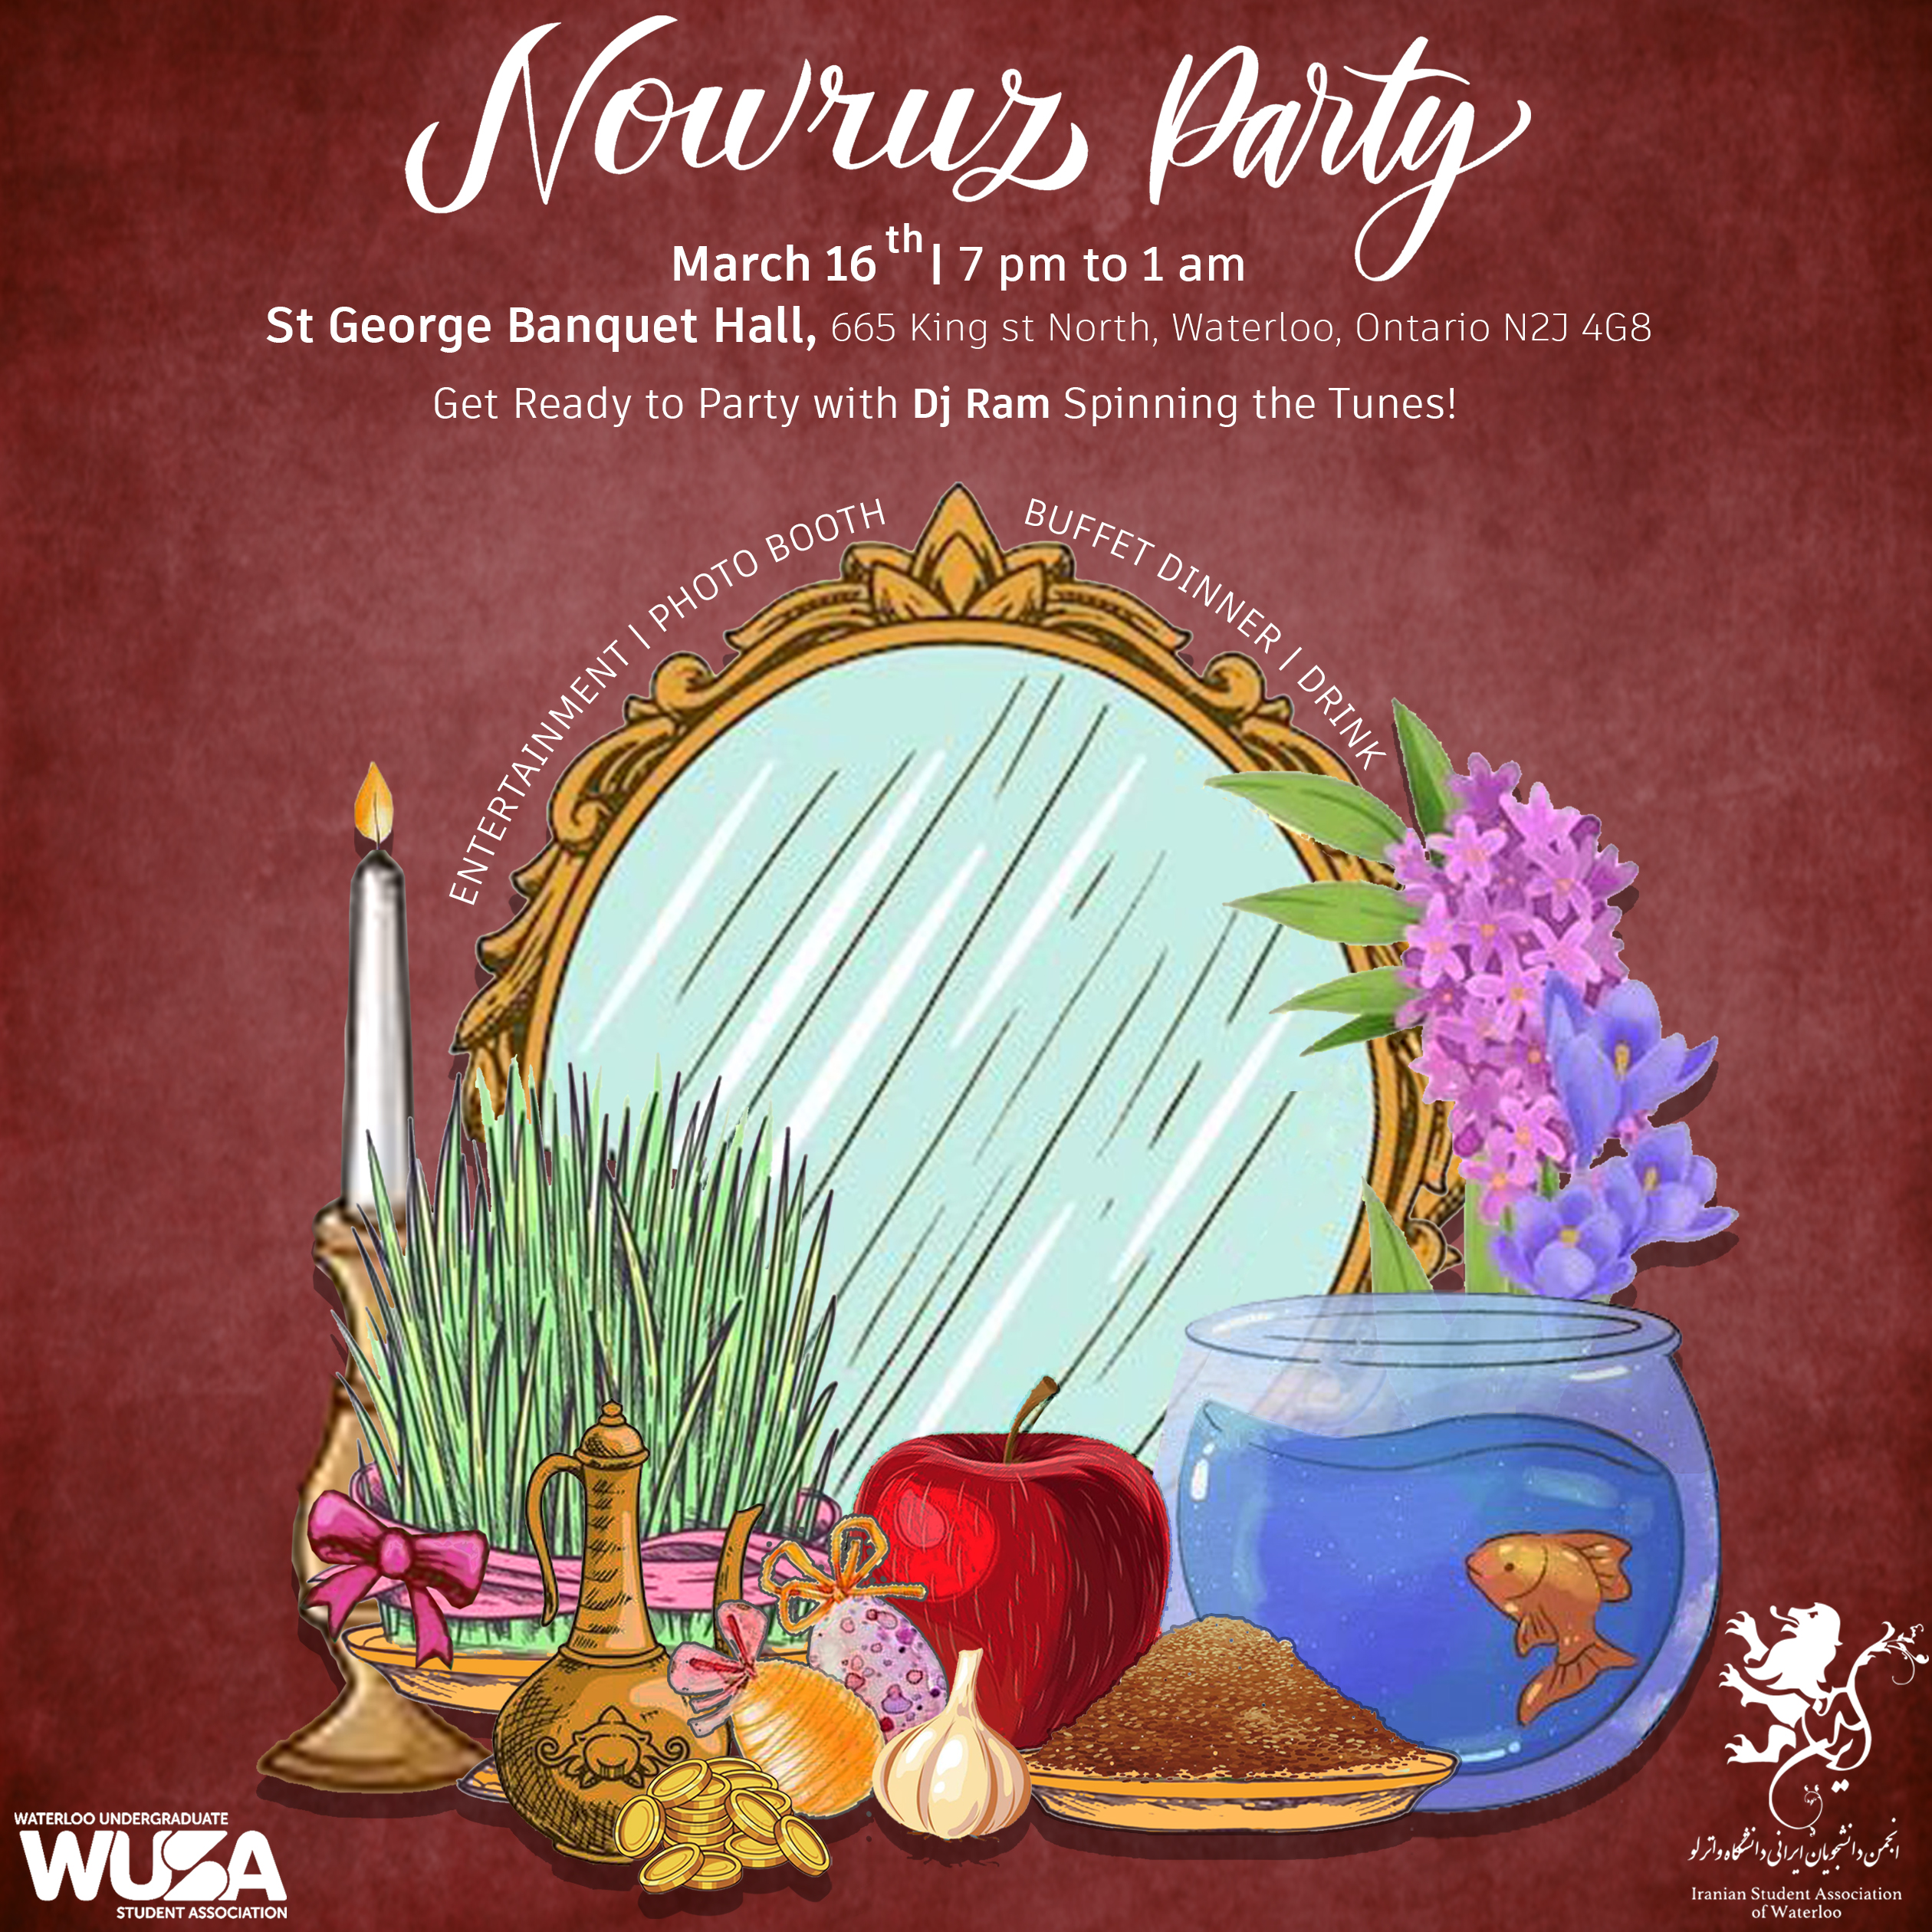 Nowruz Party
March 16th | 7 pm to 1 am
St George Banquet Hall, 665 King st North, Waterloo, Ontario N2J 4G8
Get Ready to Party with Dj Ram Spinning the Tunes!
ENTERTAINMENT | PHOTO BOOTH
BUFFET DINNER | DRINK
WATERLOO UNDERGRADUATE
WUSA
STUDENT ASSOCIATION
ایران
انجمن دانشجویان ایرانی دانشگاه واترلو
Iranian Student Association
of Waterloo